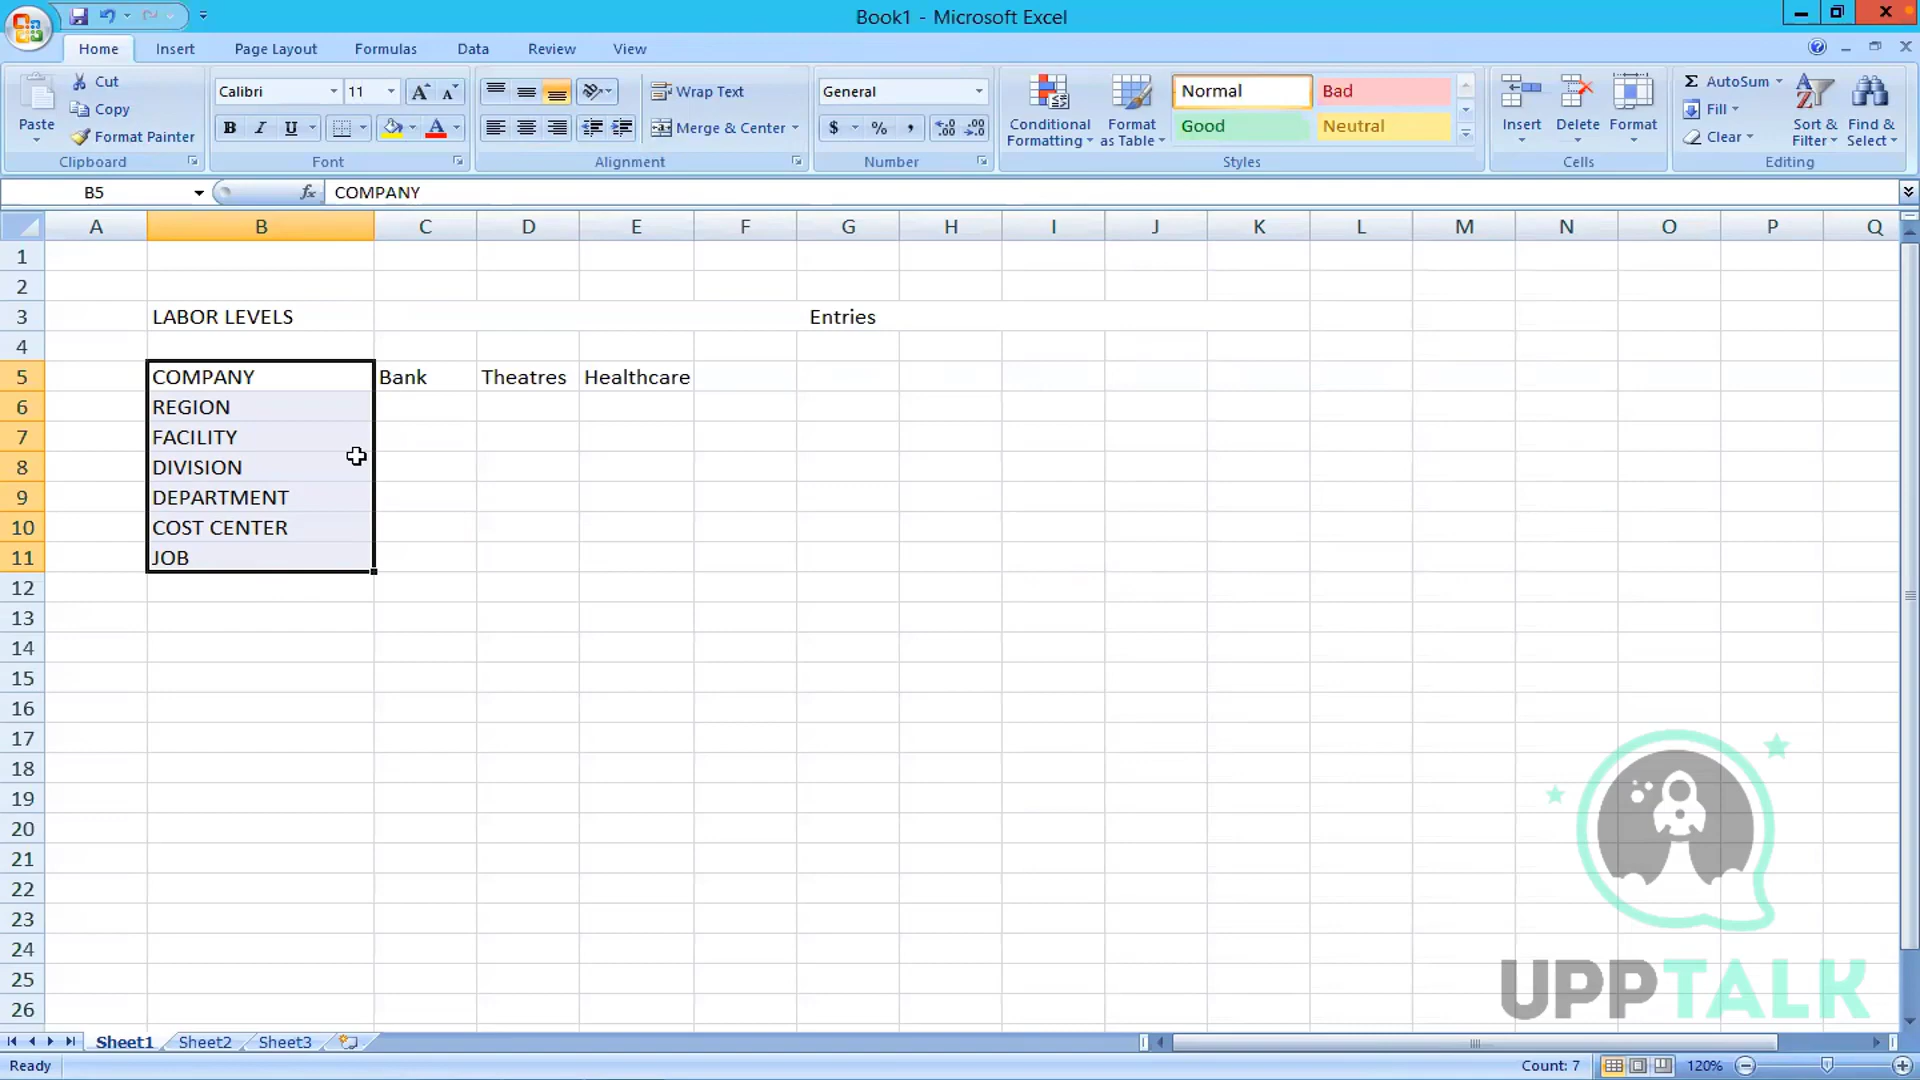 Book1 - Microsoft Excel
Home Insert Page Layout Formulas Data Review View
Paste
Cut
Copy
Format Painter
Clipboard
Calibri 11
B I U
Font
Wrap Text
Merge & Center
Alignment
General
$ % ,
Number
Conditional Formatting
Format as Table
Normal Bad
Good Neutral
Styles
Insert Delete Format
Cells
AutoSum
Fill
Clear
Sort & Filter
Find & Select
Editing
B5 fx COMPANY
A B C D E F G H I J K L M N O P Q
1
2
3 LABOR LEVELS Entries
4
5 COMPANY Bank Theatres Healthcare
6 REGION
7 FACILITY
8 DIVISION
9 DEPARTMENT
10 COST CENTER
11 JOB
12
13
14
15
16
17
18
19
20
21
22
23
24
25
26
UPPTALK
Sheet1 Sheet2 Sheet3
Ready Count: 7 120%